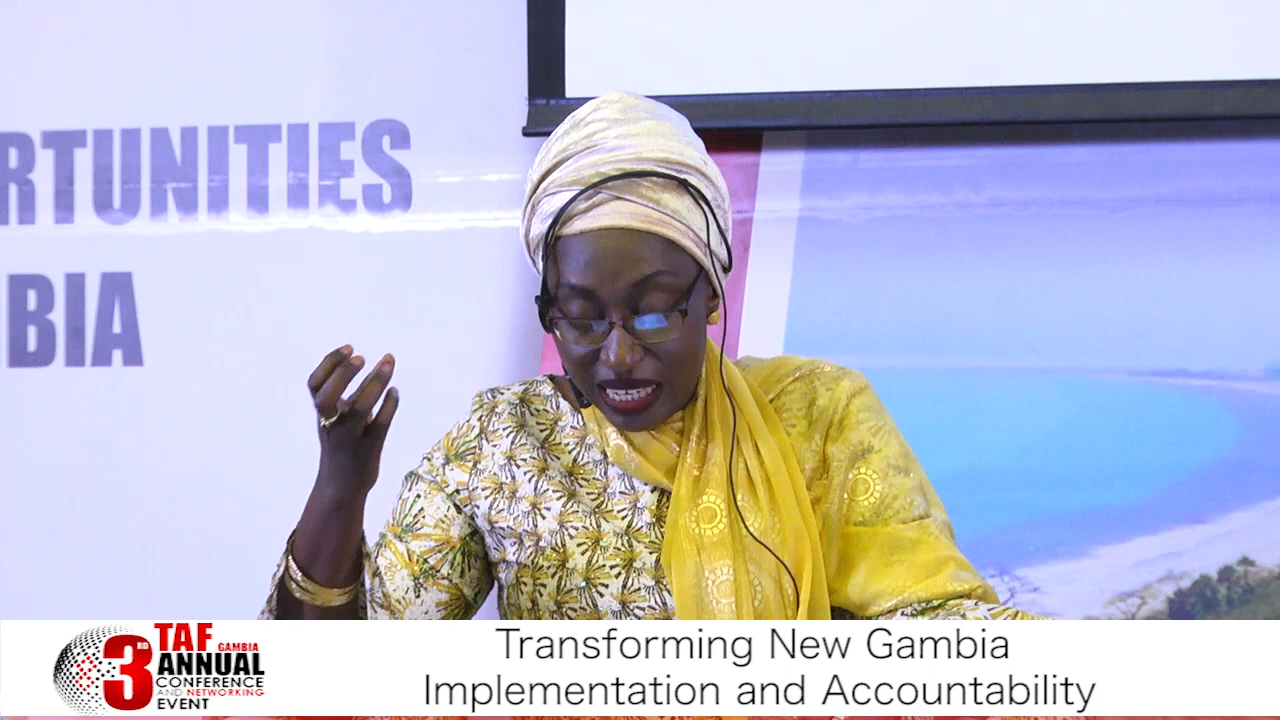 RTUNITIES
BIA
3RD
TAF GAMBIA
ANNUAL
CONFERENCE
AND NETWORKING
EVENT
Transforming New Gambia
Implementation and Accountability